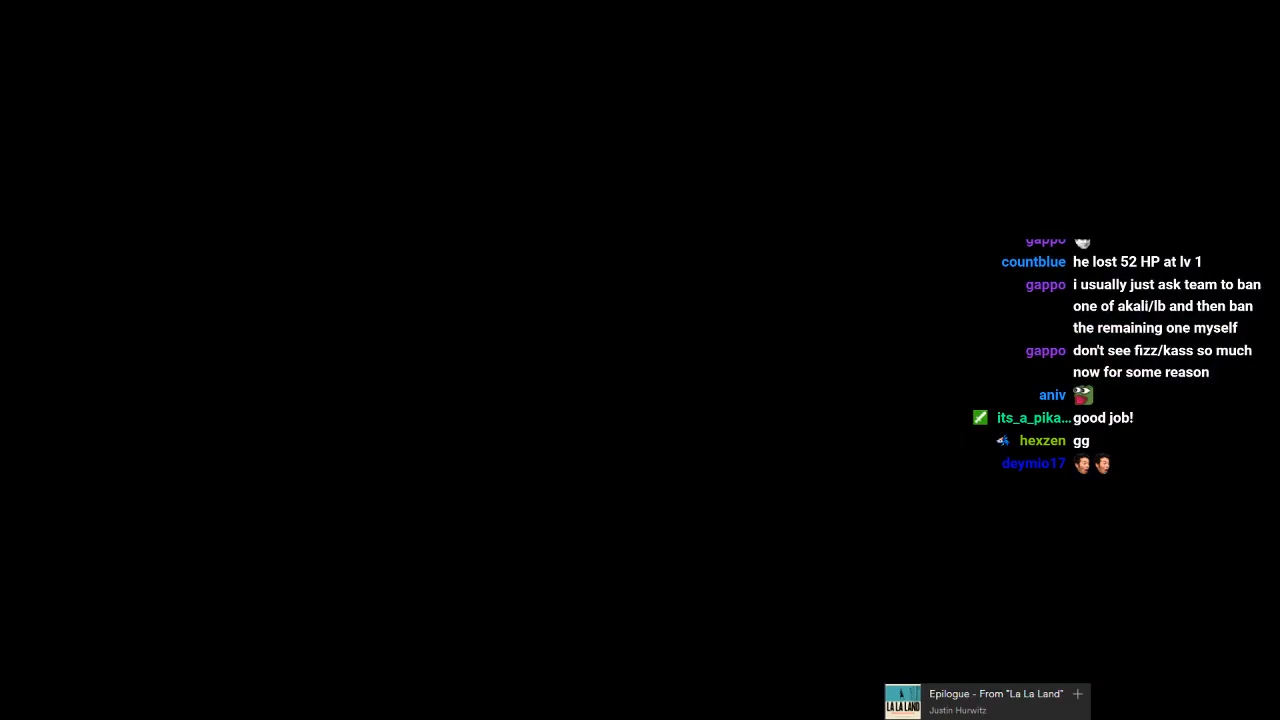 gappo
countblue he lost 52 HP at lv 1
gappo i usually just ask team to ban
one of akali/lb and then ban
the remaining one myself
gappo don't see fizz/kass so much
now for some reason
aniv
its_a_pika... good job!
hexzen gg
deymio17
LA LA LAND
Epilogue - From "La La Land" +
Justin Hurwitz